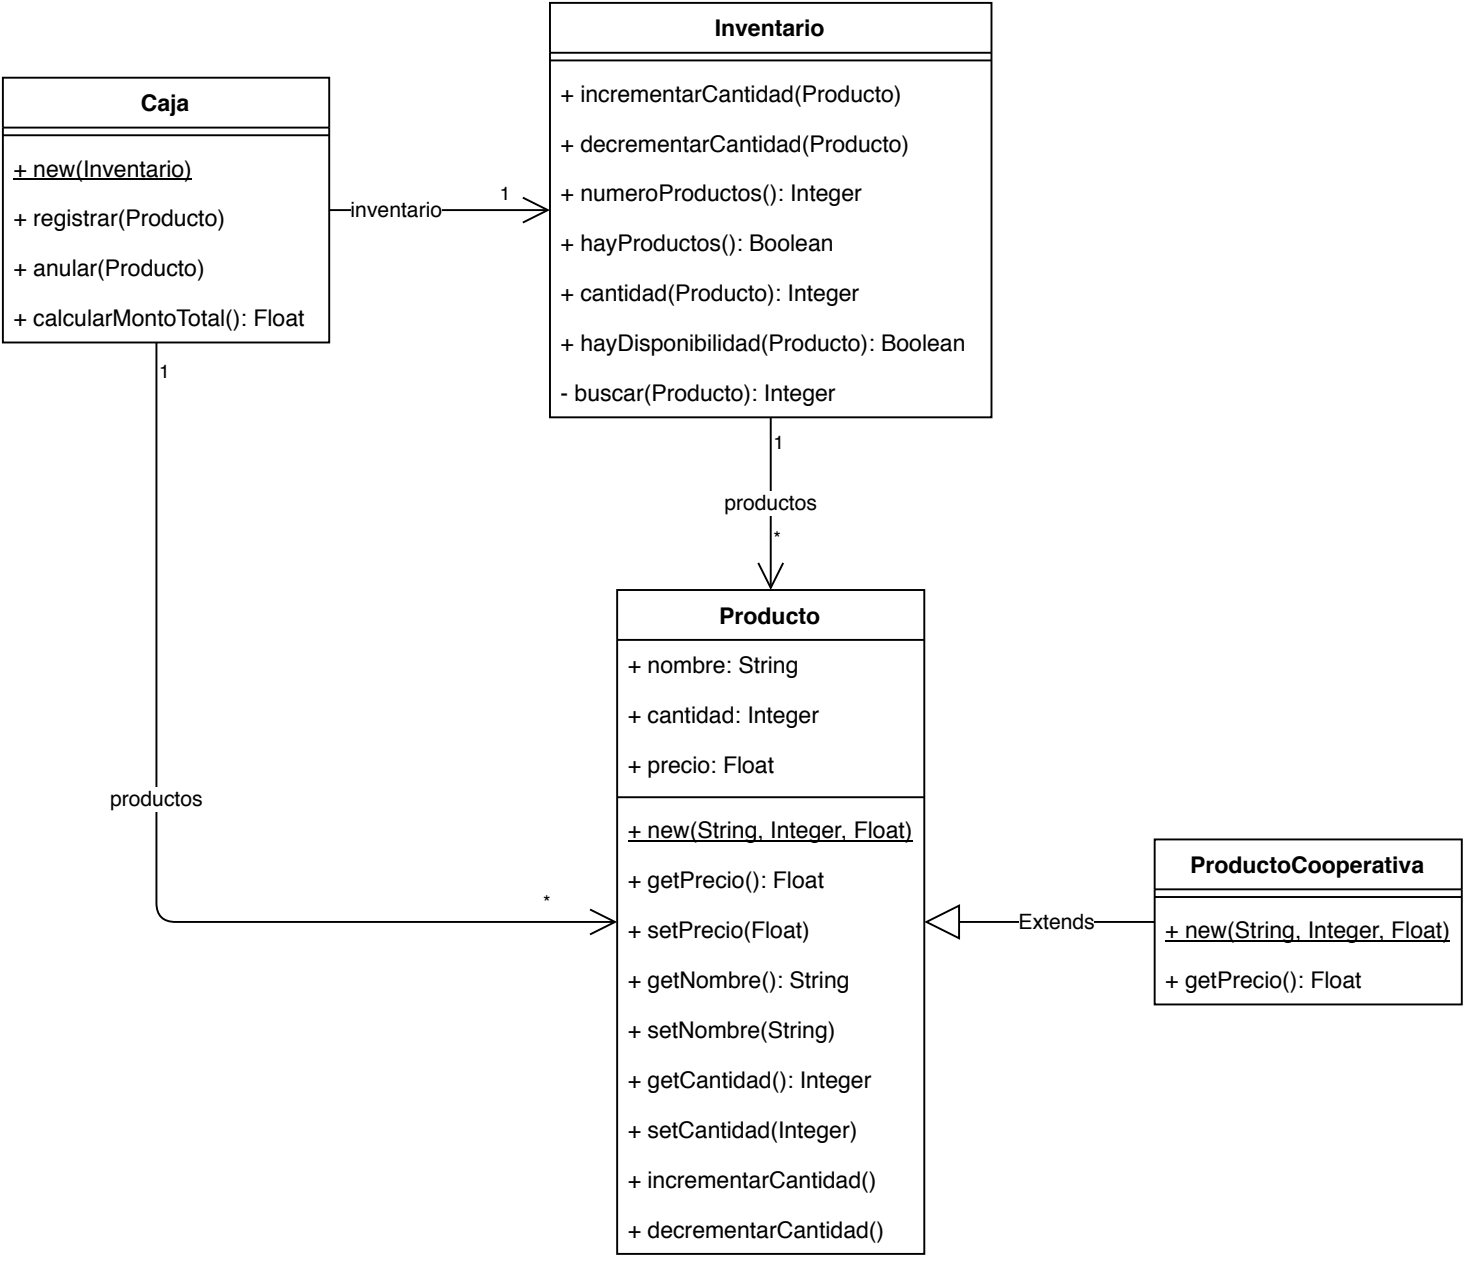 Inventario
+ incrementarCantidad(Producto)
+ decrementarCantidad(Producto)
+ numeroProductos(): Integer
+ hayProductos(): Boolean
+ cantidad(Producto): Integer
+ hayDisponibilidad(Producto): Boolean
- buscar(Producto): Integer
Caja
+ new(Inventario)
+ registrar(Producto)
+ anular(Producto)
+ calcularMontoTotal(): Float
inventario
1
1
productos
*
1
productos
*
Producto
+ nombre: String
+ cantidad: Integer
+ precio: Float
+ new(String, Integer, Float)
+ getPrecio(): Float
+ setPrecio(Float)
+ getNombre(): String
+ setNombre(String)
+ getCantidad(): Integer
+ setCantidad(Integer)
+ incrementarCantidad()
+ decrementarCantidad()
Extends
ProductoCooperativa
+ new(String, Integer, Float)
+ getPrecio(): Float